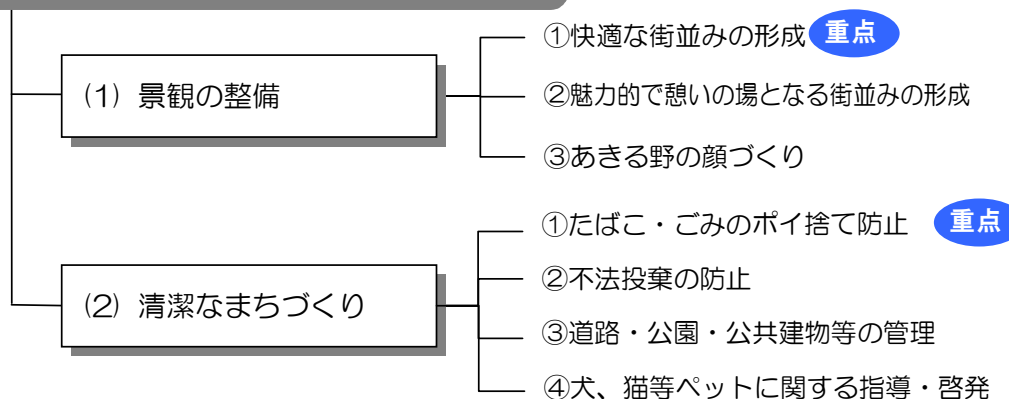 (1) 景観の整備
①快適な街並みの形成 重点
②魅力的で憩いの場となる街並みの形成
③あきる野の顔づくり
(2) 清潔なまちづくり
①たばこ・ごみのポイ捨て防止 重点
②不法投棄の防止
③道路・公園・公共建物等の管理
④犬、猫等ペットに関する指導・啓発